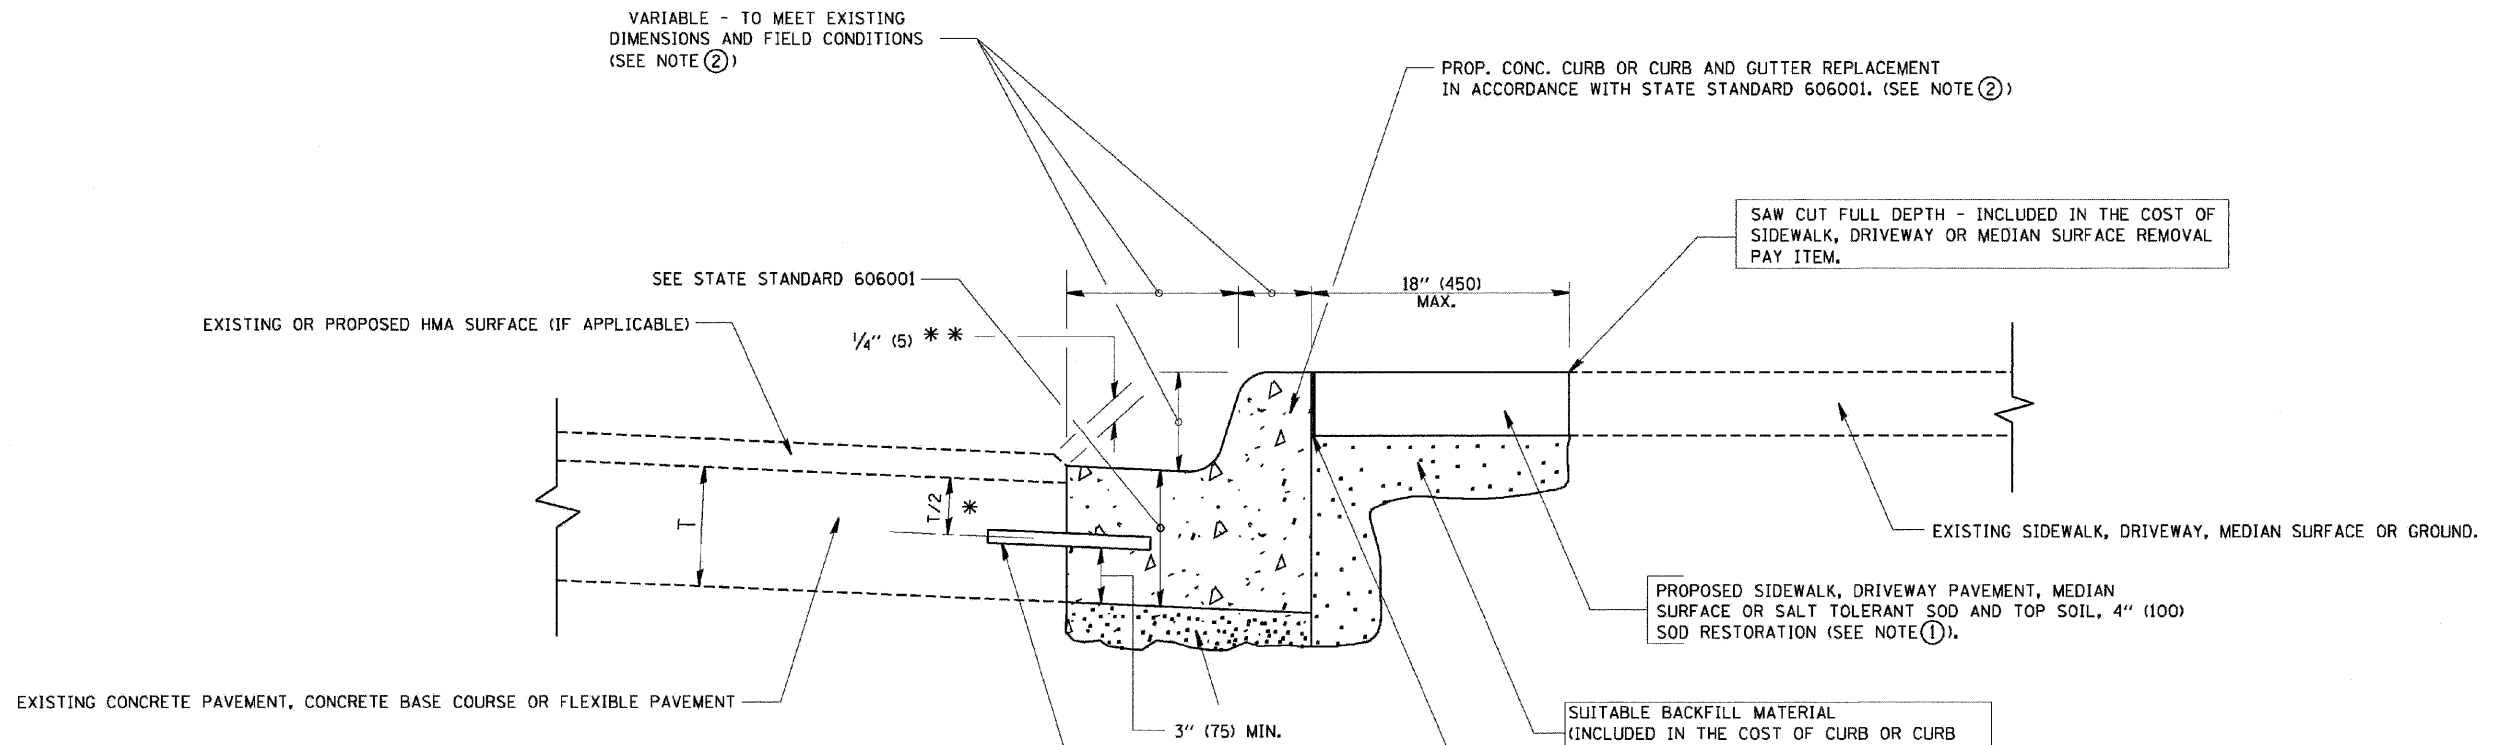 VARIABLE - TO MEET EXISTING
DIMENSIONS AND FIELD CONDITIONS
(SEE NOTE ②)
PROP. CONC. CURB OR CURB AND GUTTER REPLACEMENT
IN ACCORDANCE WITH STATE STANDARD 606001. (SEE NOTE ②)
SAW CUT FULL DEPTH - INCLUDED IN THE COST OF
SIDEWALK, DRIVEWAY OR MEDIAN SURFACE REMOVAL
PAY ITEM.
SEE STATE STANDARD 606001
18" (450)
MAX.
EXISTING OR PROPOSED HMA SURFACE (IF APPLICABLE)
1/4" (5) * *
T
T/2 *
EXISTING SIDEWALK, DRIVEWAY, MEDIAN SURFACE OR GROUND.
PROPOSED SIDEWALK, DRIVEWAY PAVEMENT, MEDIAN
SURFACE OR SALT TOLERANT SOD AND TOP SOIL, 4" (100)
SOD RESTORATION (SEE NOTE ①).
EXISTING CONCRETE PAVEMENT, CONCRETE BASE COURSE OR FLEXIBLE PAVEMENT
3" (75) MIN.
SUITABLE BACKFILL MATERIAL
(INCLUDED IN THE COST OF CURB OR CURB